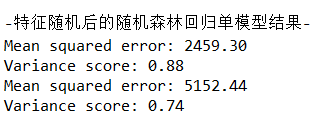 -特征随机后的随机森林回归单模型结果-
Mean squared error: 2459.30
Variance score: 0.88
Mean squared error: 5152.44
Variance score: 0.74